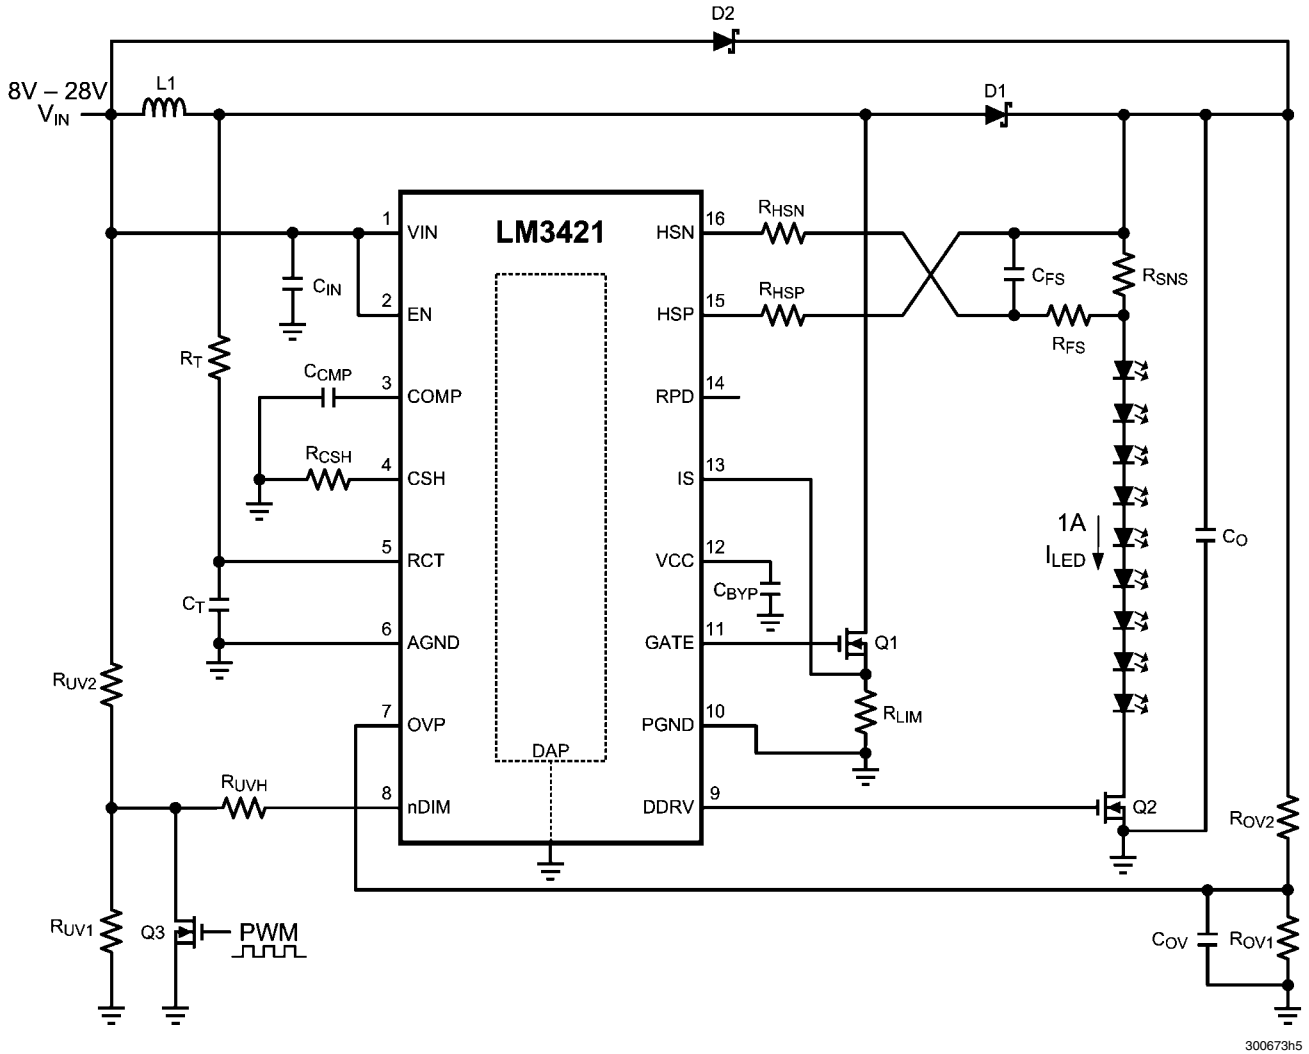 D2
8V – 28V
VIN
L1
D1
LM3421
1
VIN
16
HSN
RHSN
CIN
2
EN
15
HSP
RHSP
CFS
RSNS
RFS
RT
CCMP
3
COMP
14
RPD
RCSH
4
CSH
13
IS
1A
ILED
CO
5
RCT
12
VCC
CBYP
CT
6
AGND
11
GATE
Q1
RUV2
7
OVP
10
PGND
RLIM
DAP
RUVH
8
nDIM
9
DDRV
Q2
ROV2
RUV1
Q3
PWM
COV
ROV1
300673h5